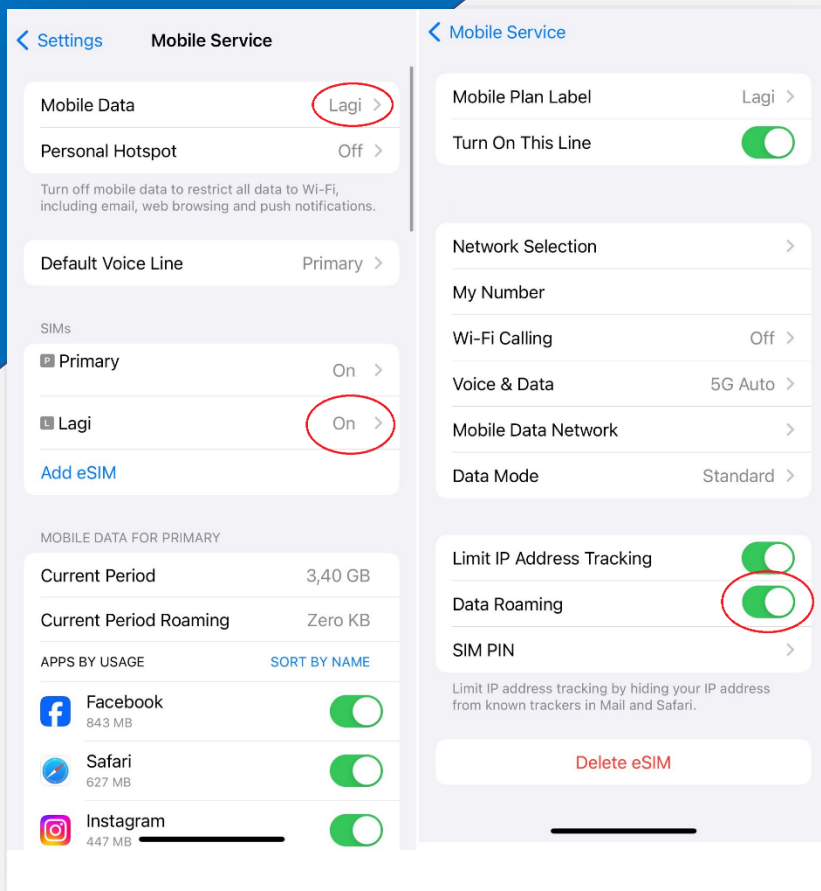 Settings
Mobile Service
Mobile Data
Lagi
Personal Hotspot
Off
Turn off mobile data to restrict all data to Wi-Fi,
including email, web browsing and push notifications.
Default Voice Line
Primary
SIMs
P Primary
On
L Lagi
On
Add eSIM
MOBILE DATA FOR PRIMARY
Current Period
3,40 GB
Current Period Roaming
Zero KB
APPS BY USAGE
SORT BY NAME
Facebook
843 MB
Safari
627 MB
Instagram
447 MB
Mobile Service
Mobile Plan Label
Lagi
Turn On This Line
Network Selection
My Number
Wi-Fi Calling
Off
Voice & Data
5G Auto
Mobile Data Network
Data Mode
Standard
Limit IP Address Tracking
Data Roaming
SIM PIN
Limit IP address tracking by hiding your IP address
from known trackers in Mail and Safari.
Delete eSIM